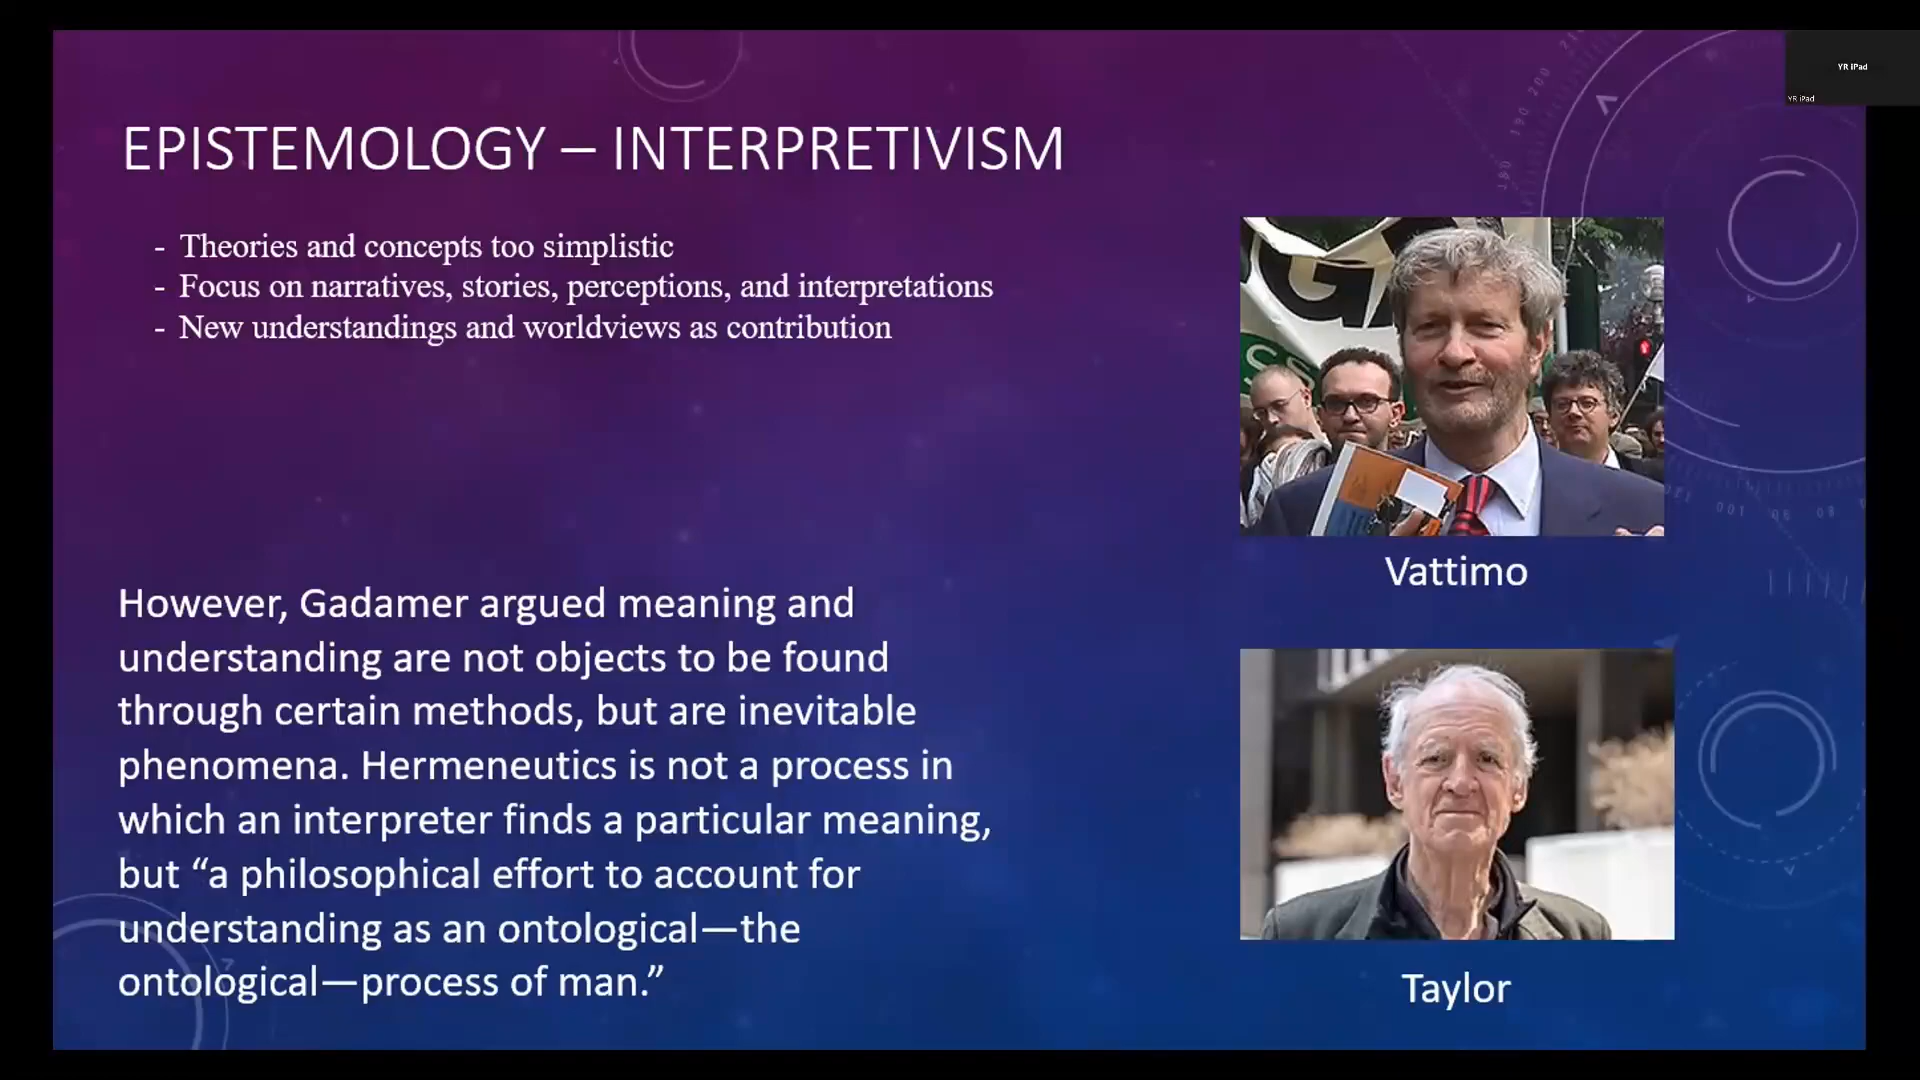 YR iPad
YR iPad
EPISTEMOLOGY – INTERPRETIVISM
- Theories and concepts too simplistic
- Focus on narratives, stories, perceptions, and interpretations
- New understandings and worldviews as contribution
Vattimo
However, Gadamer argued meaning and
understanding are not objects to be found
through certain methods, but are inevitable
phenomena. Hermeneutics is not a process in
which an interpreter finds a particular meaning,
but “a philosophical effort to account for
understanding as an ontological—the
ontological—process of man.”
Taylor